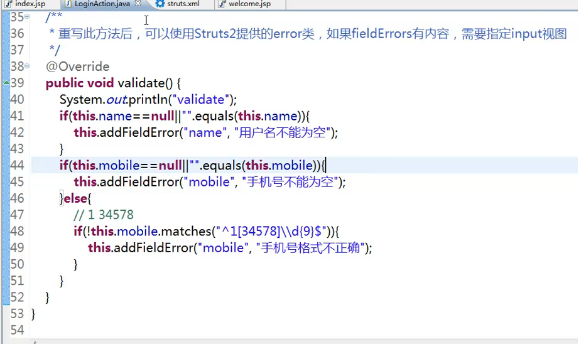 index.jsp LoginAction.java struts.xml welcome.jsp
35 /**
36 * 重写此方法后，可以使用Struts2提供的error类，如果fieldErrors有内容，需要指定input视图
37 */
38 @Override
39 public void validate() {
40 System.out.println("validate");
41 if(this.name==null||"".equals(this.name)){
42 this.addFieldError("name", "用户名不能为空");
43 }
44 if(this.mobile==null||"".equals(this.mobile)){
45 this.addFieldError("mobile", "手机号不能为空");
46 }else{
47 // 1 34578
48 if(!this.mobile.matches("^1[34578]\\d{9}$")){
49 this.addFieldError("mobile", "手机号格式不正确");
50 }
51 }
52 }
53 }
54